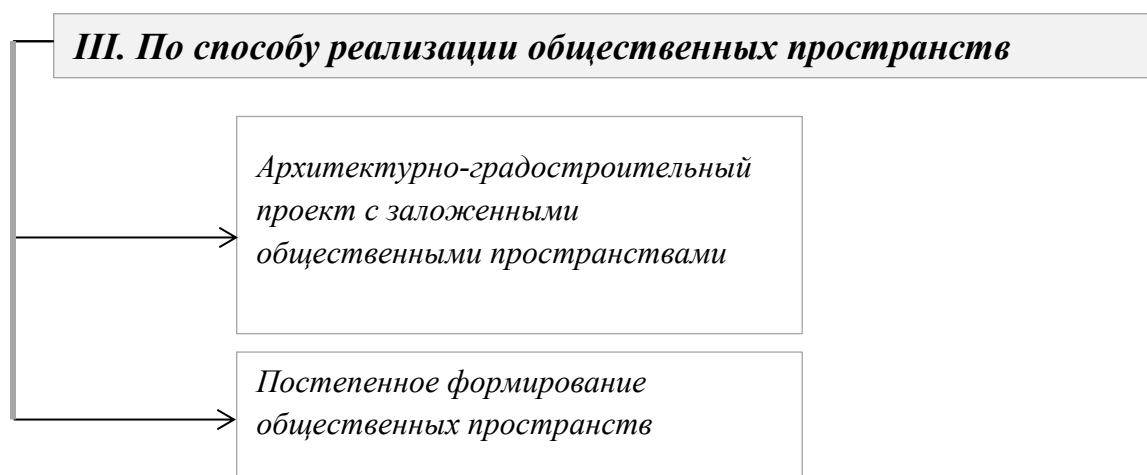 III. По способу реализации общественных пространств
Архитектурно-градостроительный
проект с заложенными
общественными пространствами
Постепенное формирование
общественных пространств